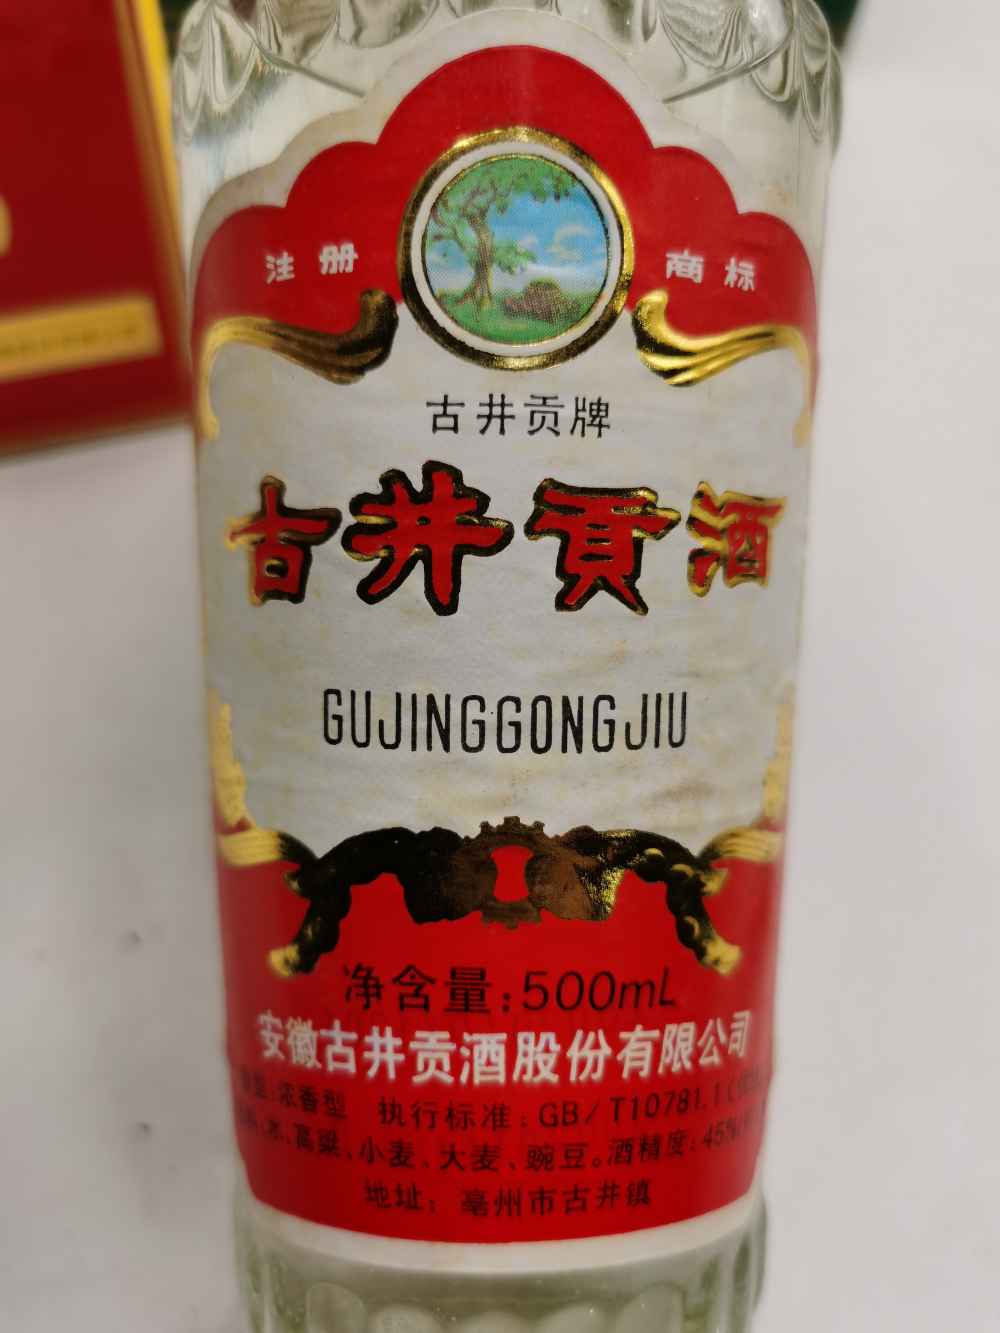 注册 商标
古井贡牌
古井贡酒
GUJINGGONGJIU
净含量:500mL
安徽古井贡酒股份有限公司
型:浓香型 执行标准:GB/T10781.1(
:水、高粱、小麦、大麦、豌豆。酒精度:45%
地址:亳州市古井镇